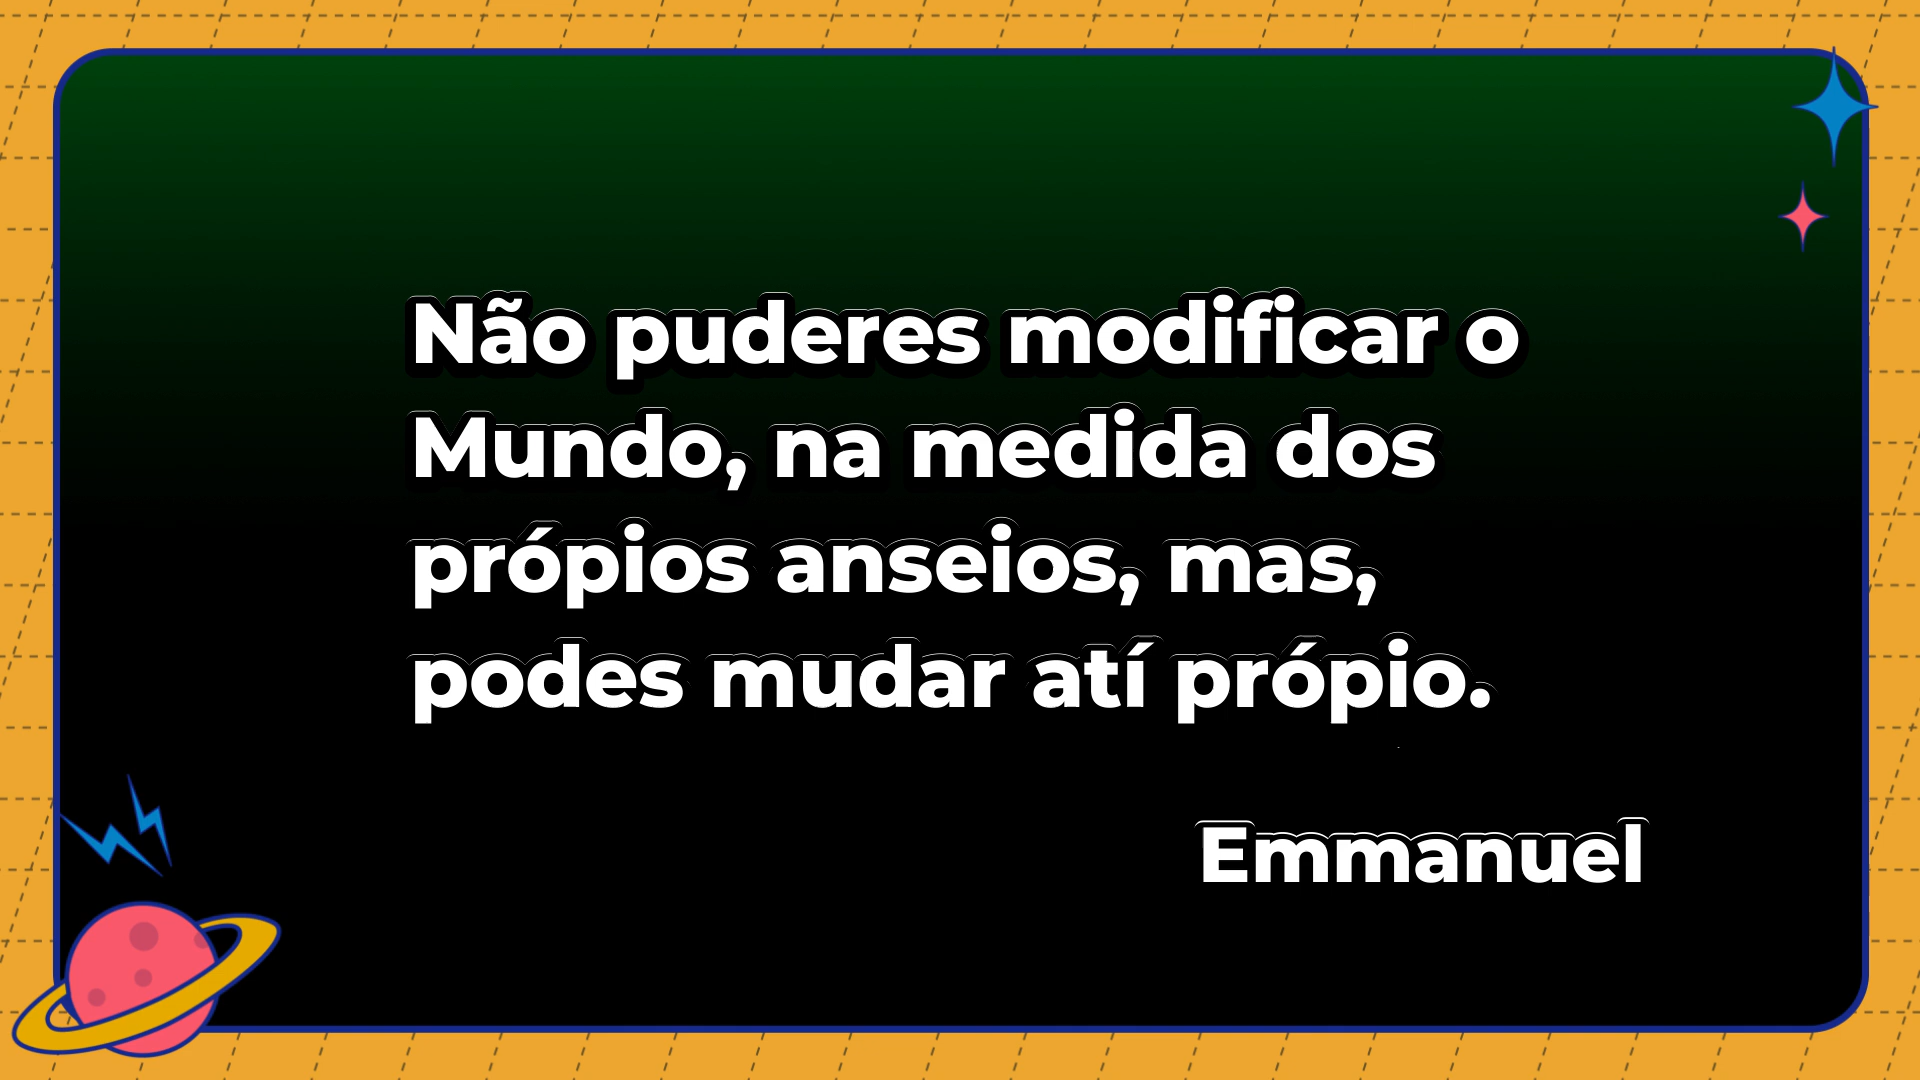 Não puderes modificar o
Mundo, na medida dos
própios anseios, mas,
podes mudar atí própio.
Emmanuel